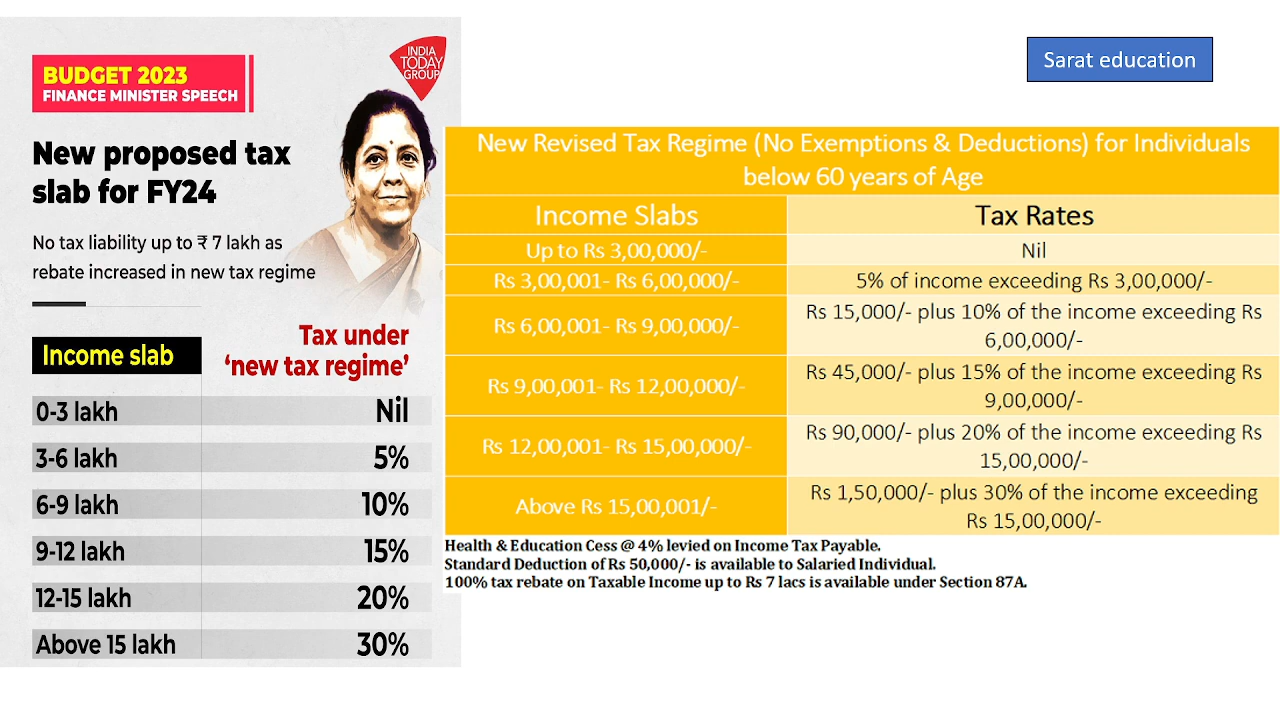 INDIA
TODAY
GROUP
BUDGET 2023
FINANCE MINISTER SPEECH
New proposed tax
slab for FY24
No tax liability up to ₹ 7 lakh as
rebate increased in new tax regime
Income slab
Tax under
‘new tax regime’
0-3 lakh Nil
3-6 lakh 5%
6-9 lakh 10%
9-12 lakh 15%
12-15 lakh 20%
Above 15 lakh 30%
Sarat education
New Revised Tax Regime (No Exemptions & Deductions) for Individuals
below 60 years of Age
Income Slabs Tax Rates
Up to Rs 3,00,000/- Nil
Rs 3,00,001- Rs 6,00,000/- 5% of income exceeding Rs 3,00,000/-
Rs 6,00,001- Rs 9,00,000/- Rs 15,000/- plus 10% of the income exceeding Rs
6,00,000/-
Rs 9,00,001- Rs 12,00,000/- Rs 45,000/- plus 15% of the income exceeding Rs
9,00,000/-
Rs 12,00,001- Rs 15,00,000/- Rs 90,000/- plus 20% of the income exceeding Rs
15,00,000/-
Above Rs 15,00,001/- Rs 1,50,000/- plus 30% of the income exceeding
Rs 15,00,000/-
Health & Education Cess @ 4% levied on Income Tax Payable.
Standard Deduction of Rs 50,000/- is available to Salaried Individual.
100% tax rebate on Taxable Income up to Rs 7 lacs is available under Section 87A.